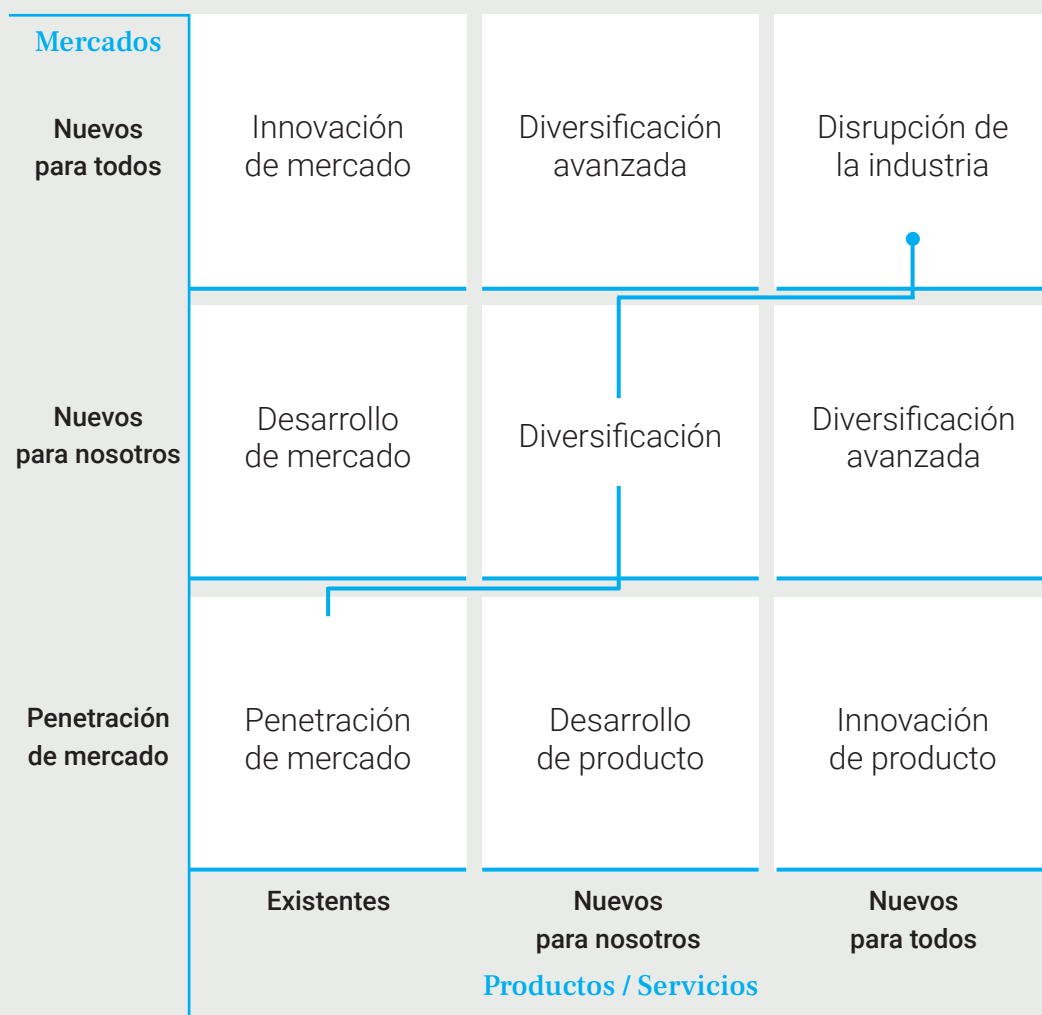 Mercados
Nuevos
para todos
Innovación
de mercado
Diversificación
avanzada
Disrupción de
la industria
Nuevos
para nosotros
Desarrollo
de mercado
Diversificación
Diversificación
avanzada
Penetración
de mercado
Penetración
de mercado
Desarrollo
de producto
Innovación
de producto
Existentes
Nuevos
para nosotros
Nuevos
para todos
Productos / Servicios